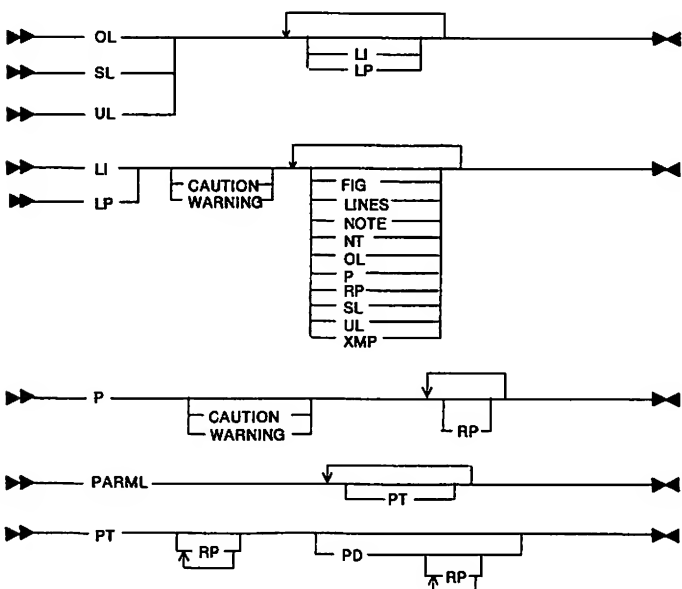 OL
LI
SL
LP
UL
LI
CAUTION
FIG
LP
WARNING
LINES
NOTE
NT
OL
P
RP
SL
UL
XMP
P
CAUTION
WARNING
RP
PARML
PT
PT
RP
PD
RP